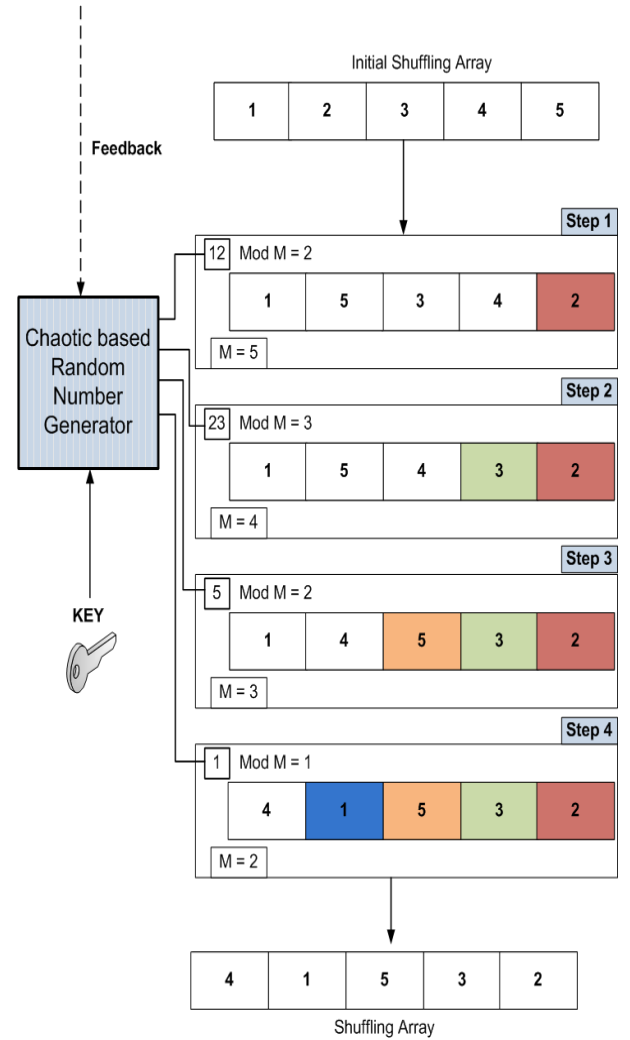 Initial Shuffling Array
1 2 3 4 5
Feedback
Step 1
12 Mod M = 2
1 5 3 4 2
M = 5
Chaotic based
Random
Number
Generator
Step 2
23 Mod M = 3
1 5 4 3 2
M = 4
Step 3
5 Mod M = 2
1 4 5 3 2
M = 3
KEY
Step 4
1 Mod M = 1
4 1 5 3 2
M = 2
4 1 5 3 2
Shuffling Array